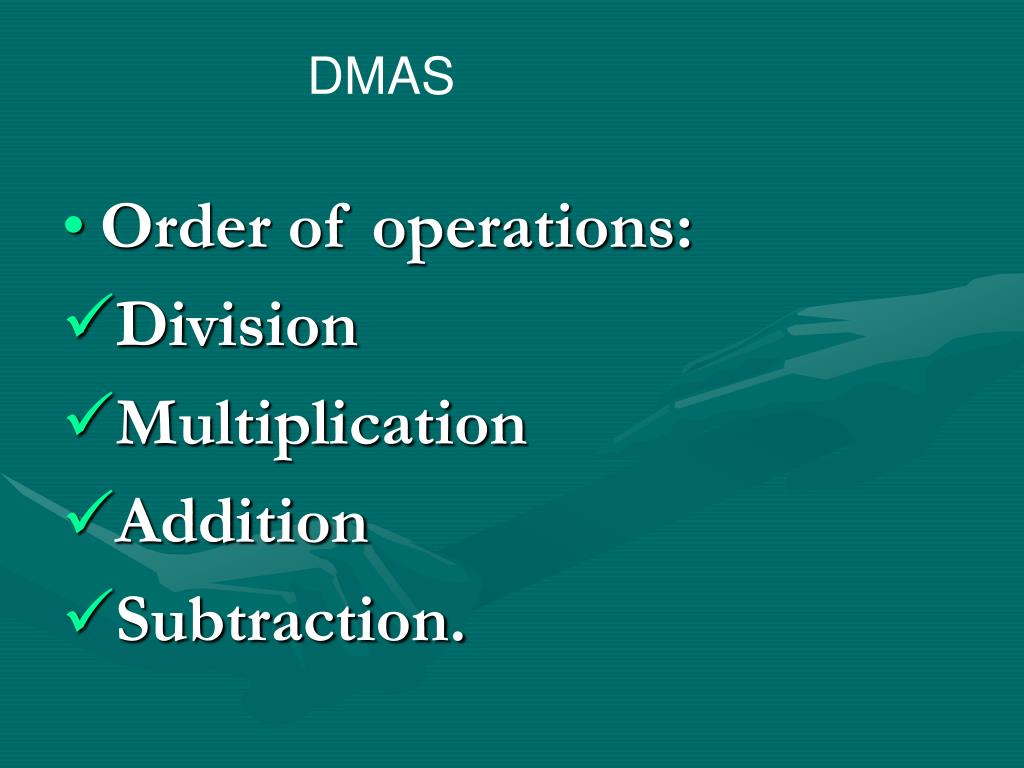 DMAS
• Order of operations:
✓Division
✓Multiplication
✓Addition
✓Subtraction.